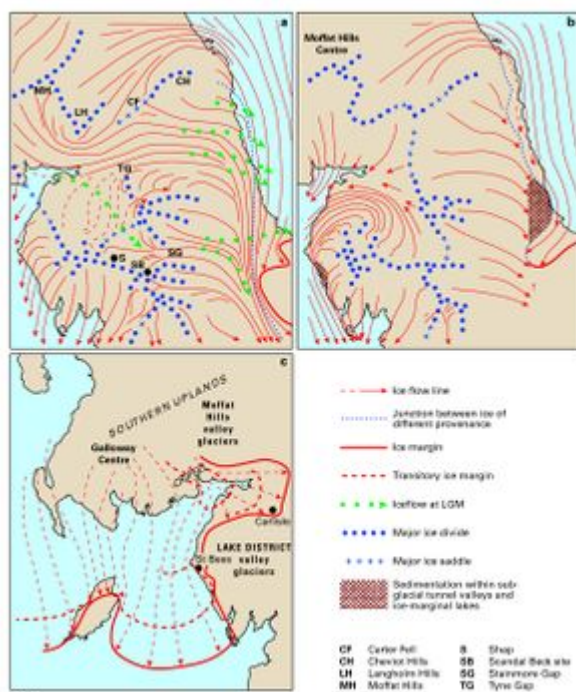 a
MH
LH
CF
CH
TG
S
SB
SG
b
Moffat Hills
Centre
c
SOUTHERN UPLANDS
Moffat
Hills
valley
glaciers
Galloway
Centre
Carlisle
LAKE DISTRICT
valley
glaciers
St Bees
Ice flow line
Junction between ice of
different provenance
Ice margin
Transitory ice margin
Iceflow at LGM
Major ice divide
Major ice saddle
Sedimentation within sub-
glacial tunnel valleys and
ice-marginal lakes
CF Carter Fell
CH Cheviot Hills
LH Langholm Hills
MH Moffat Hills
S Shap
SB Scandal Beck site
SG Stainmore Gap
TG Tyne Gap